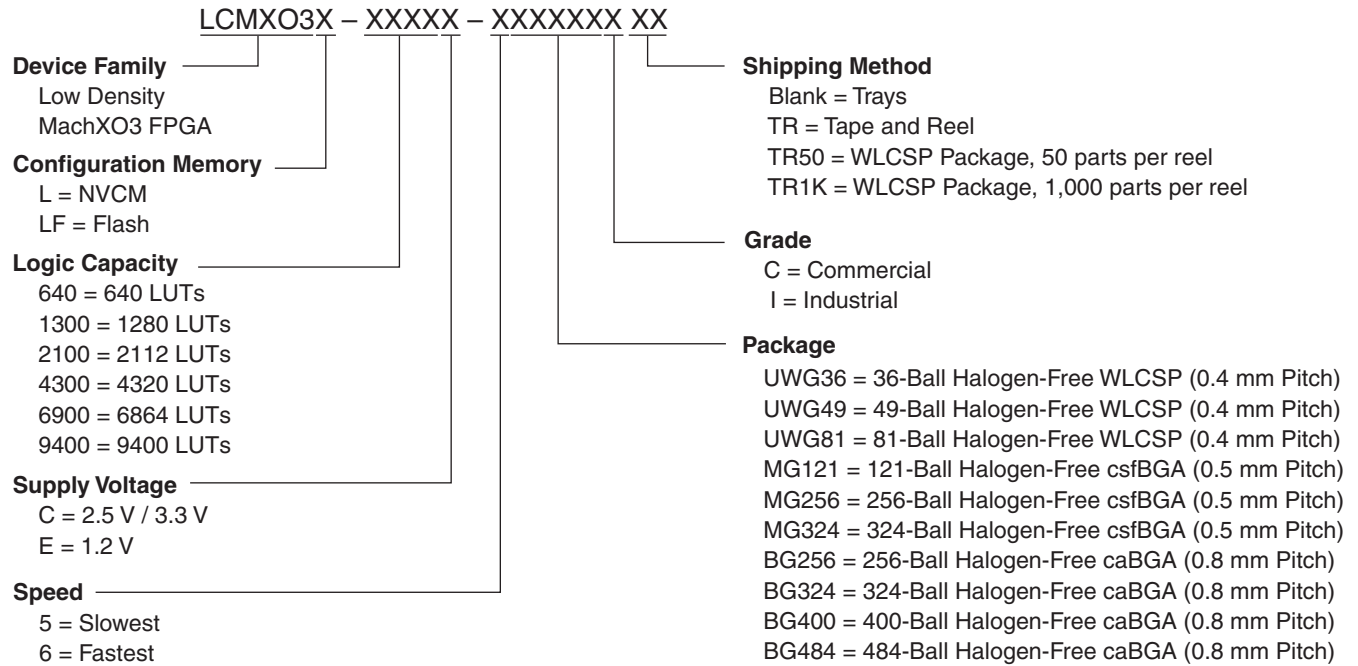 LCMXO3X – XXXXX – XXXXXXX XX
Device Family
Low Density
MachXO3 FPGA
Configuration Memory
L = NVCM
LF = Flash
Logic Capacity
640 = 640 LUTs
1300 = 1280 LUTs
2100 = 2112 LUTs
4300 = 4320 LUTs
6900 = 6864 LUTs
9400 = 9400 LUTs
Supply Voltage
C = 2.5 V / 3.3 V
E = 1.2 V
Speed
5 = Slowest
6 = Fastest
Shipping Method
Blank = Trays
TR = Tape and Reel
TR50 = WLCSP Package, 50 parts per reel
TR1K = WLCSP Package, 1,000 parts per reel
Grade
C = Commercial
I = Industrial
Package
UWG36 = 36-Ball Halogen-Free WLCSP (0.4 mm Pitch)
UWG49 = 49-Ball Halogen-Free WLCSP (0.4 mm Pitch)
UWG81 = 81-Ball Halogen-Free WLCSP (0.4 mm Pitch)
MG121 = 121-Ball Halogen-Free csfBGA (0.5 mm Pitch)
MG256 = 256-Ball Halogen-Free csfBGA (0.5 mm Pitch)
MG324 = 324-Ball Halogen-Free csfBGA (0.5 mm Pitch)
BG256 = 256-Ball Halogen-Free caBGA (0.8 mm Pitch)
BG324 = 324-Ball Halogen-Free caBGA (0.8 mm Pitch)
BG400 = 400-Ball Halogen-Free caBGA (0.8 mm Pitch)
BG484 = 484-Ball Halogen-Free caBGA (0.8 mm Pitch)